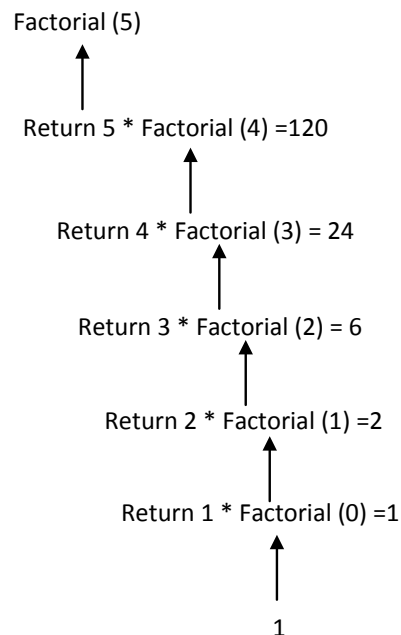 Factorial (5)
Return 5 * Factorial (4) =120
Return 4 * Factorial (3) = 24
Return 3 * Factorial (2) = 6
Return 2 * Factorial (1) =2
Return 1 * Factorial (0) =1
1